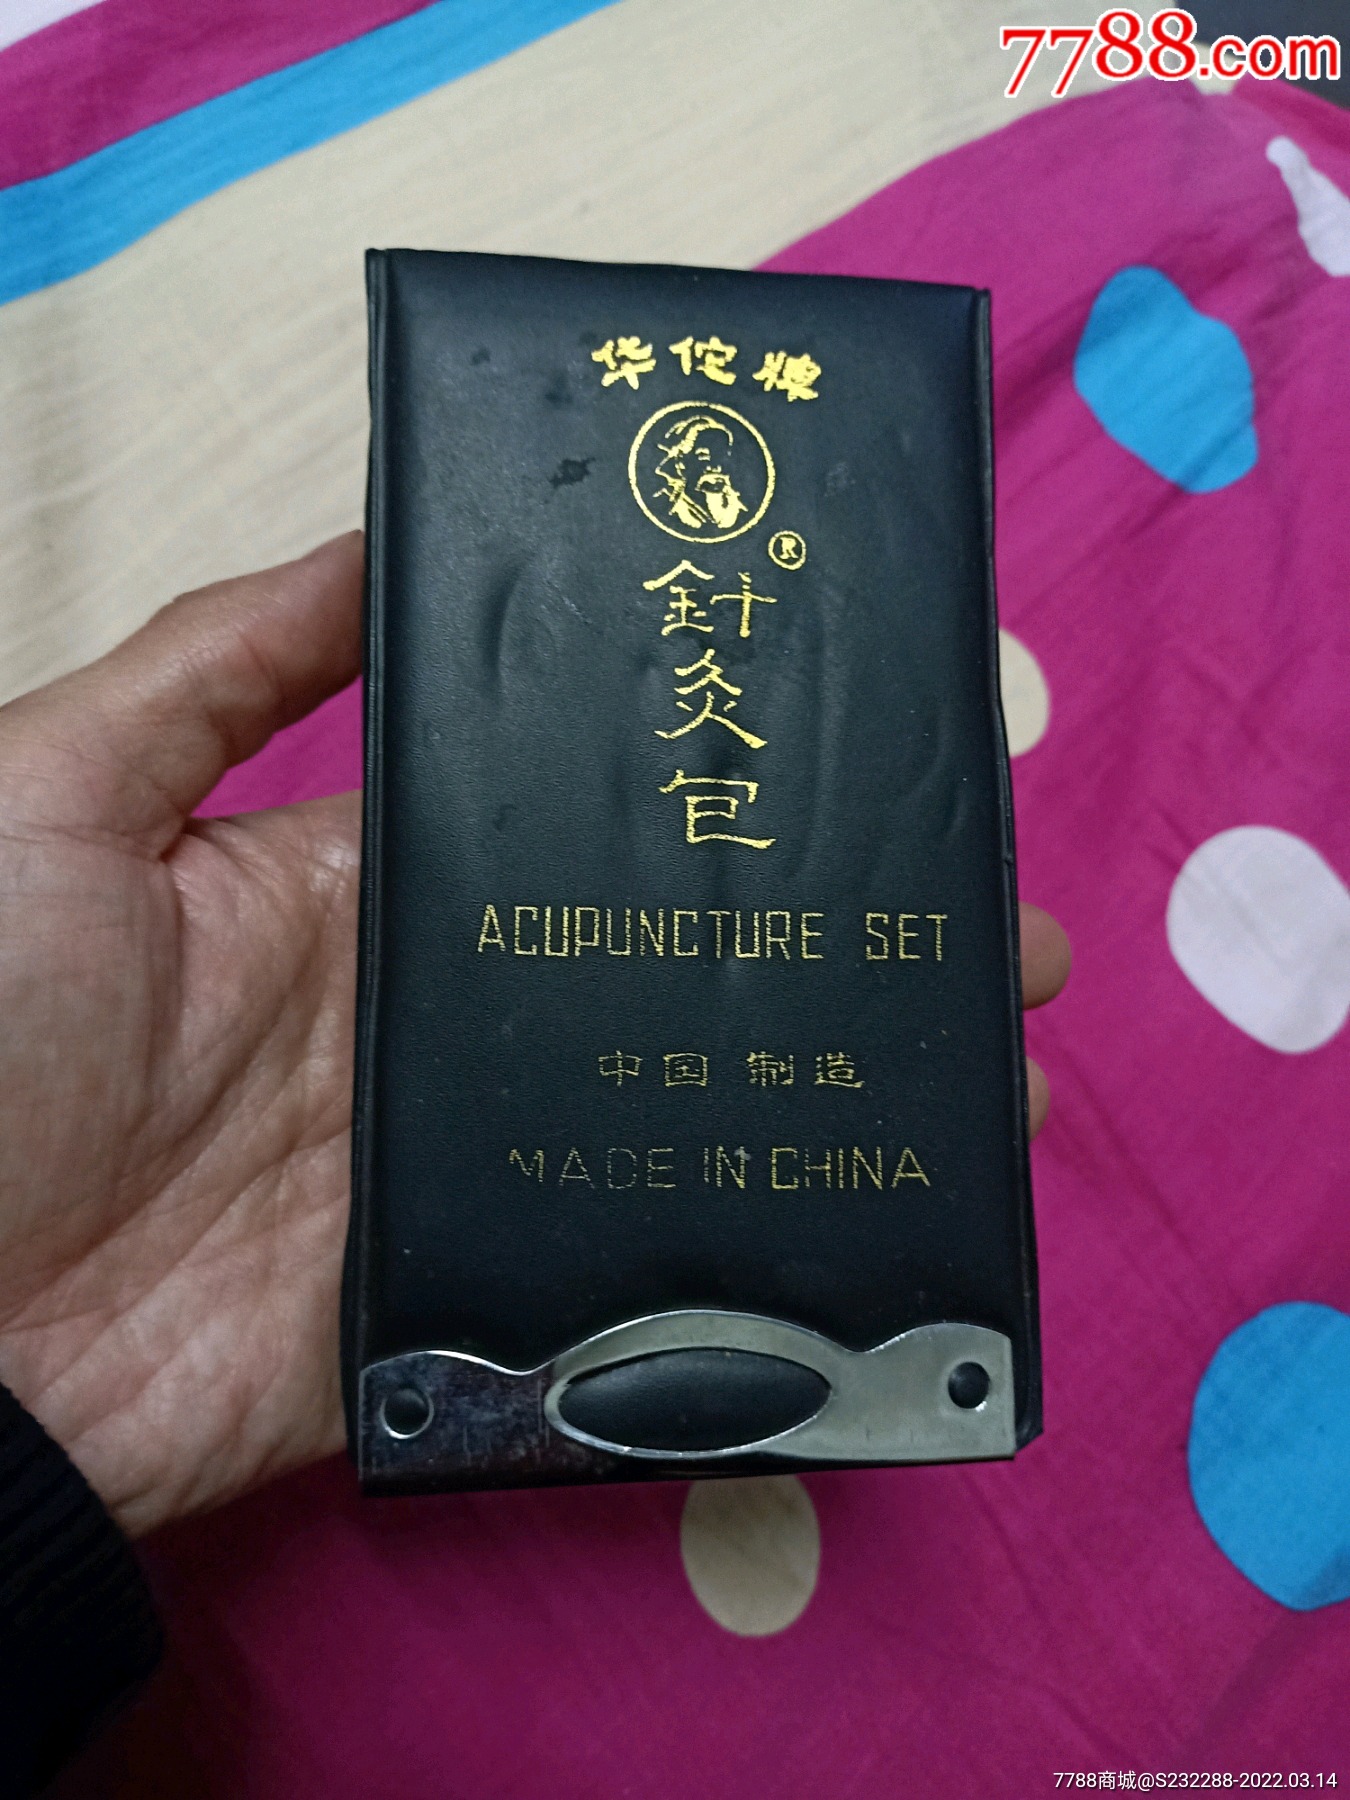 7788.com
华佗牌
®
針
灸
包
ACUPUNCTURE SET
中国 制造
MADE IN CHINA
7788商城@S232288-2022.03.14